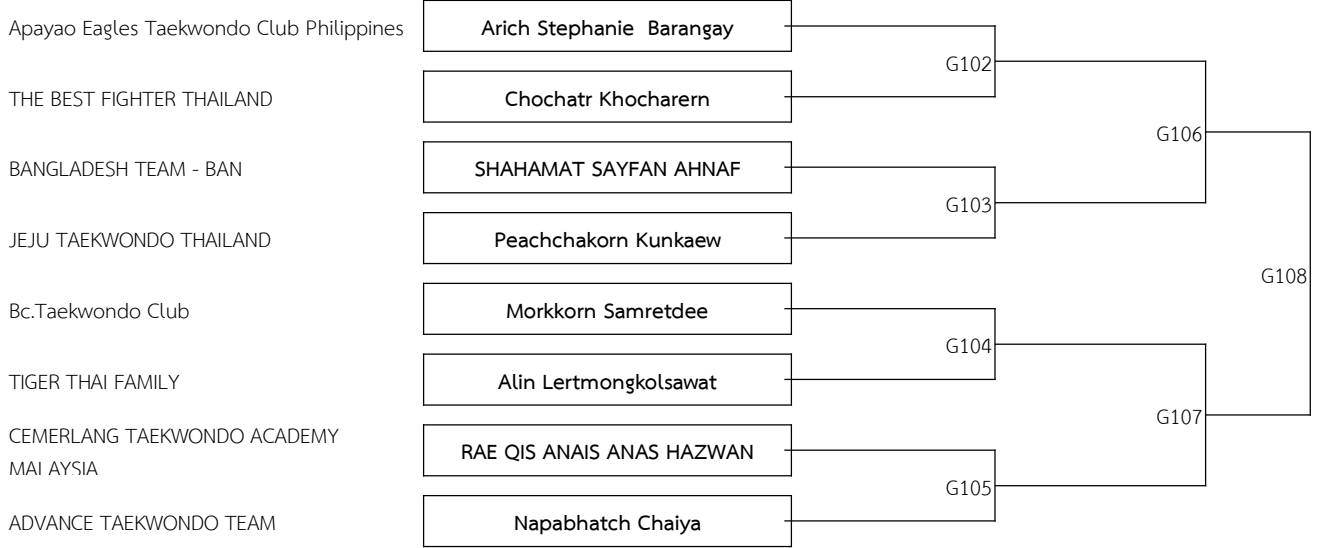 Apayao Eagles Taekwondo Club Philippines
Arich Stephanie  Barangay
G102
THE BEST FIGHTER THAILAND
Chochatr Khocharern
G106
BANGLADESH TEAM - BAN
SHAHAMAT SAYFAN AHNAF
G103
JEJU TAEKWONDO THAILAND
Peachchakorn Kunkaew
G108
Bc.Taekwondo Club
Morkkorn Samretdee
G104
TIGER THAI FAMILY
Alin Lertmongkolsawat
G107
CEMERLANG TAEKWONDO ACADEMY
MALAYSIA
RAE QIS ANAIS ANAS HAZWAN
G105
ADVANCE TAEKWONDO TEAM
Napabhatch Chaiya